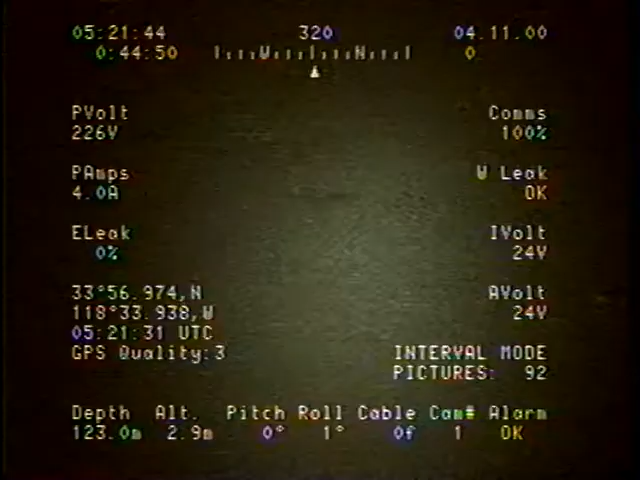 05:21:44 320 04.11.00
0:44:50 W N 0
PVolt Comms
226V 100%
PAmps W Leak
4.0A OK
ELeak IVolt
0% 24V
33°56.974,N AVolt
118°33.938,W 24V
05:21:31 UTC
GPS Quality:3 INTERVAL MODE
PICTURES: 92
Depth Alt. Pitch Roll Cable Cam# Alarm
123.0m 2.9m 0° 1° 0f 1 OK